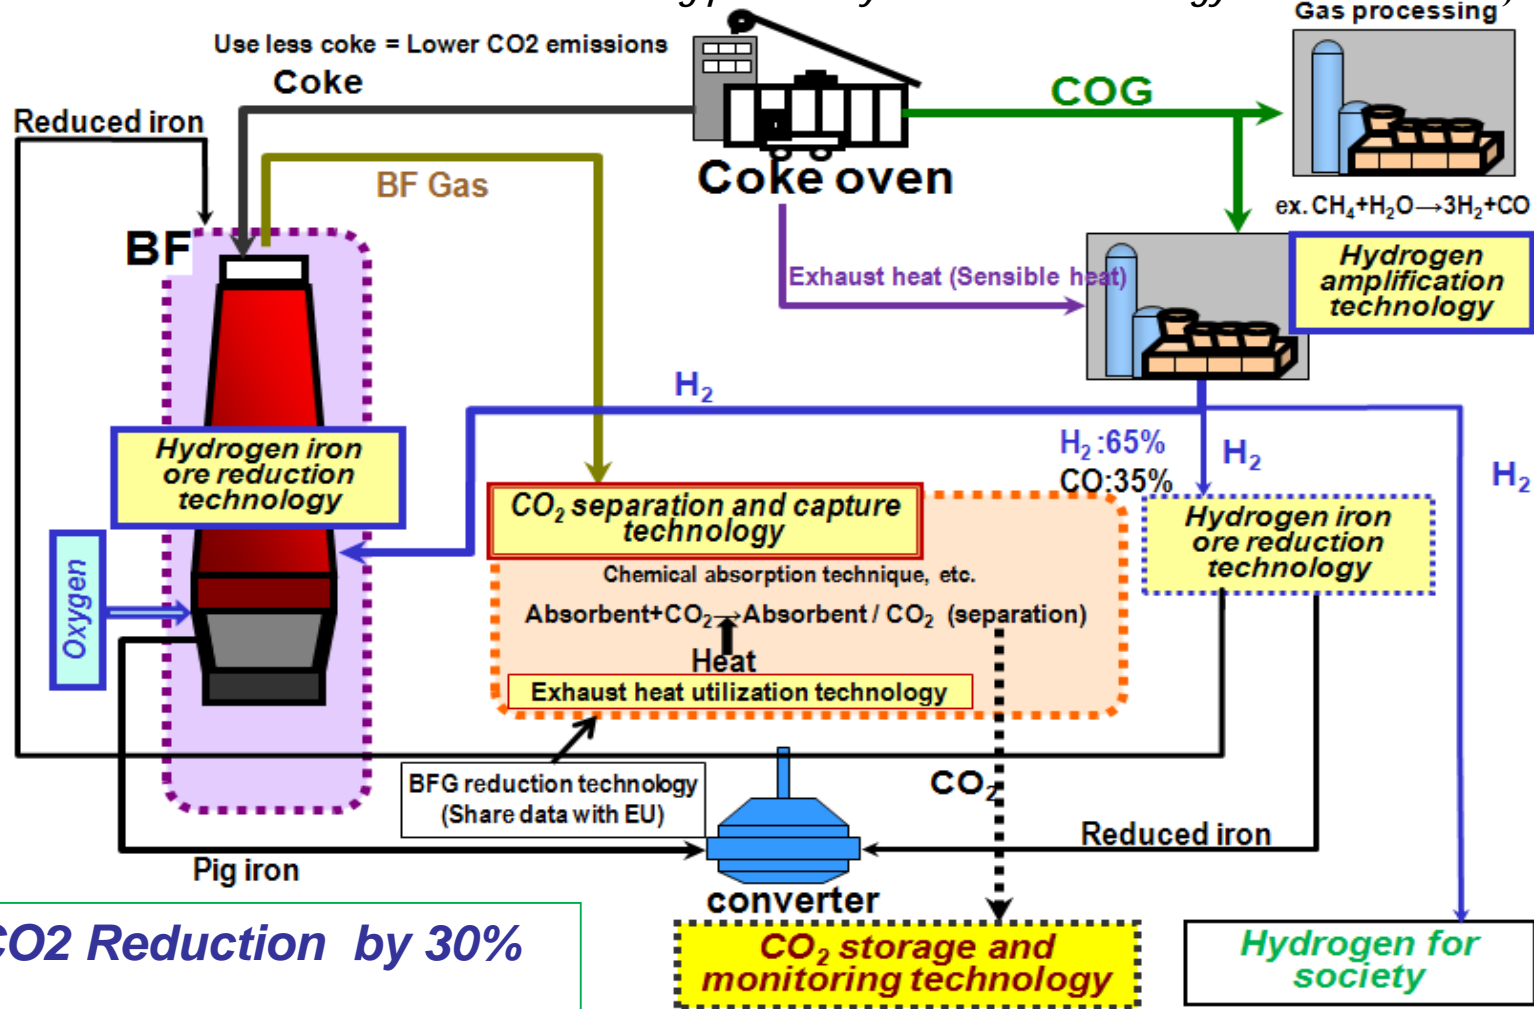 Gas processing
Use less coke = Lower CO2 emissions
Coke
COG
Reduced iron
BF Gas
Coke oven
ex. CH₄+H₂O→3H₂+CO
BF
Hydrogen
amplification
technology
Exhaust heat (Sensible heat)
H₂
H₂:65%
CO:35%
H₂
H₂
Hydrogen iron
ore reduction
technology
CO₂ separation and capture
technology
Hydrogen iron
ore reduction
technology
Oxygen
Chemical absorption technique, etc.
Absorbent+CO₂→Absorbent / CO₂ (separation)
Heat
Exhaust heat utilization technology
BFG reduction technology
(Share data with EU)
CO₂
Reduced iron
Pig iron
converter
CO2 Reduction by 30%
CO₂ storage and
monitoring technology
Hydrogen for
society